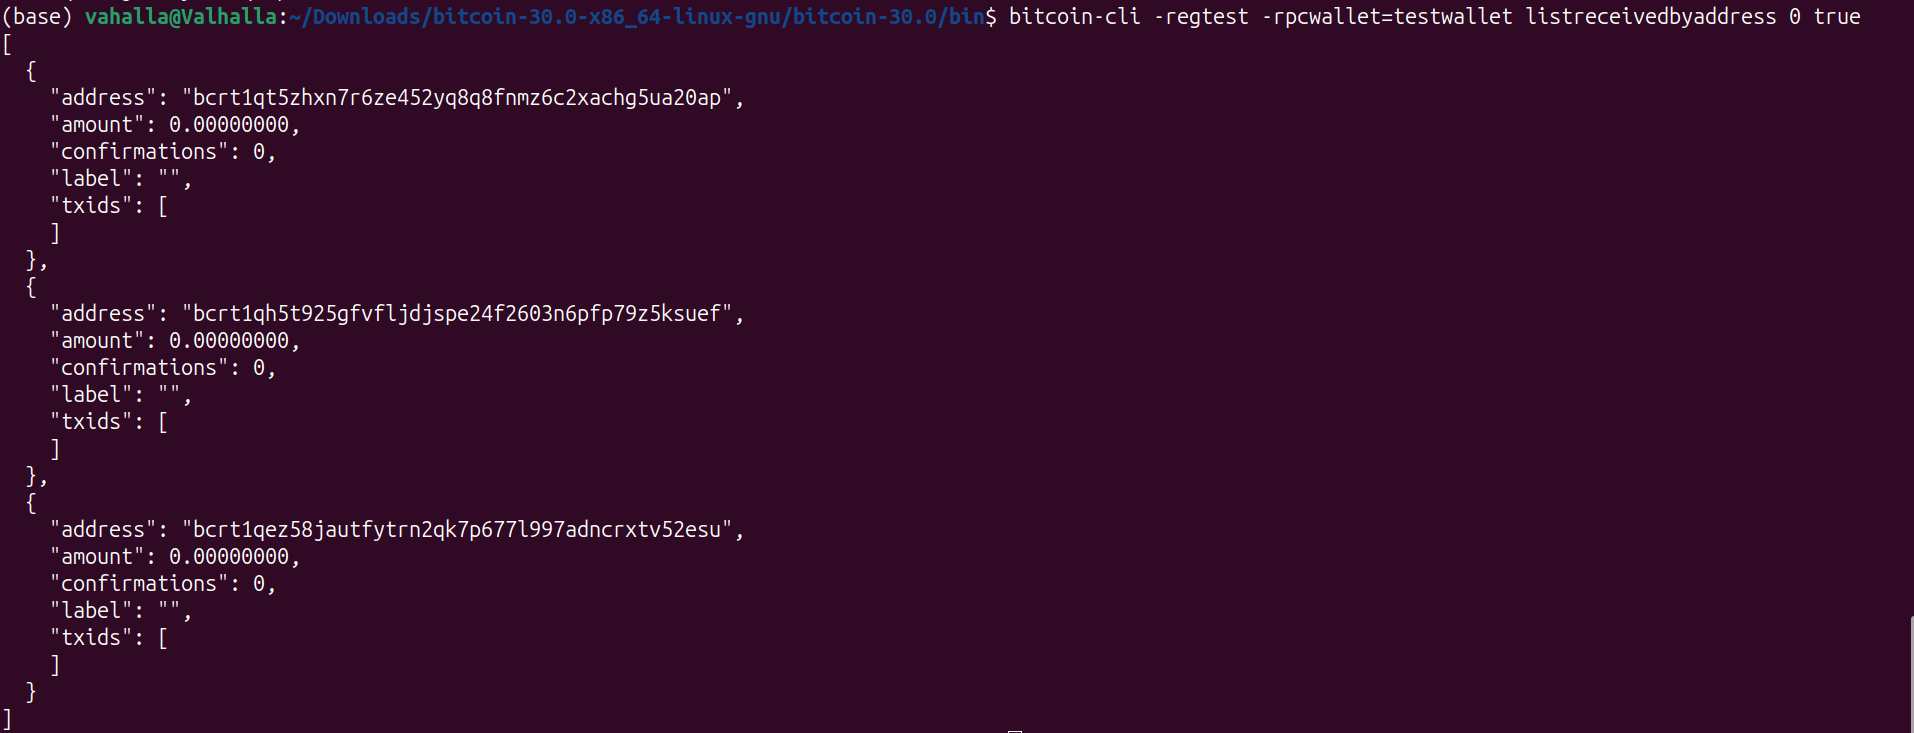 (base) vahalla@Valhalla:~/Downloads/bitcoin-30.0-x86_64-linux-gnu/bitcoin-30.0/bin$ bitcoin-cli -regtest -rpcwallet=testwallet listreceivedbyaddress 0 true
[
  {
    "address": "bcrt1qt5zhxn7r6ze452yq8q8fnmz6c2xachg5ua20ap",
    "amount": 0.00000000,
    "confirmations": 0,
    "label": "",
    "txids": [
    ]
  },
  {
    "address": "bcrt1qh5t925gfvfljdjspe24f2603n6pfp79z5ksuef",
    "amount": 0.00000000,
    "confirmations": 0,
    "label": "",
    "txids": [
    ]
  },
  {
    "address": "bcrt1qez58jautfytrn2qk7p677l997adncrxtv52esu",
    "amount": 0.00000000,
    "confirmations": 0,
    "label": "",
    "txids": [
    ]
  }
]